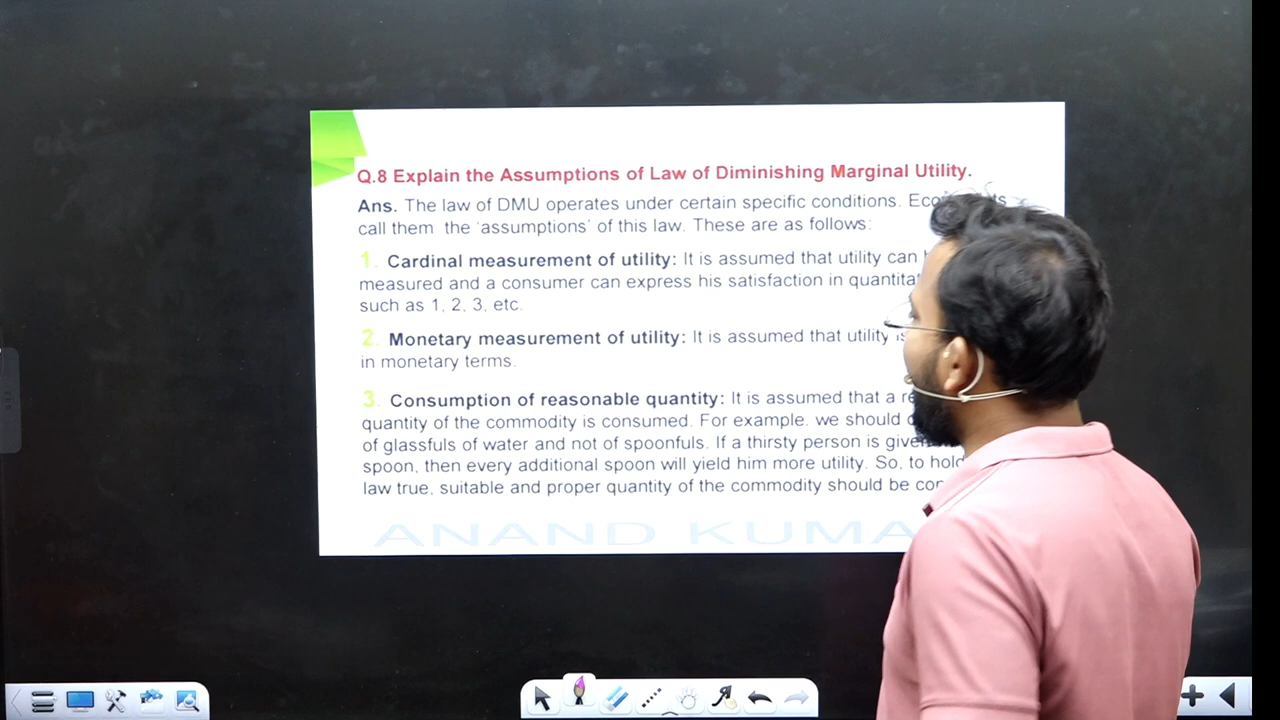 Q.8 Explain the Assumptions of Law of Diminishing Marginal Utility.
Ans. The law of DMU operates under certain specific conditions.
call them the 'assumptions' of this law. These are as follows:
1. Cardinal measurement of utility: It is assumed that utility can
measured and a consumer can express his satisfaction in
such as 1, 2, 3, etc.
2. Monetary measurement of utility: It is assumed that utility
in monetary terms.
3. Consumption of reasonable quantity: It is assumed that a
quantity of the commodity is consumed. For example. we should
of glassfuls of water and not of spoonfuls. If a thirsty person is given
spoon, then every additional spoon will yield him more utility. So, to hold
law true, suitable and proper quantity of the commodity should be
ANAND